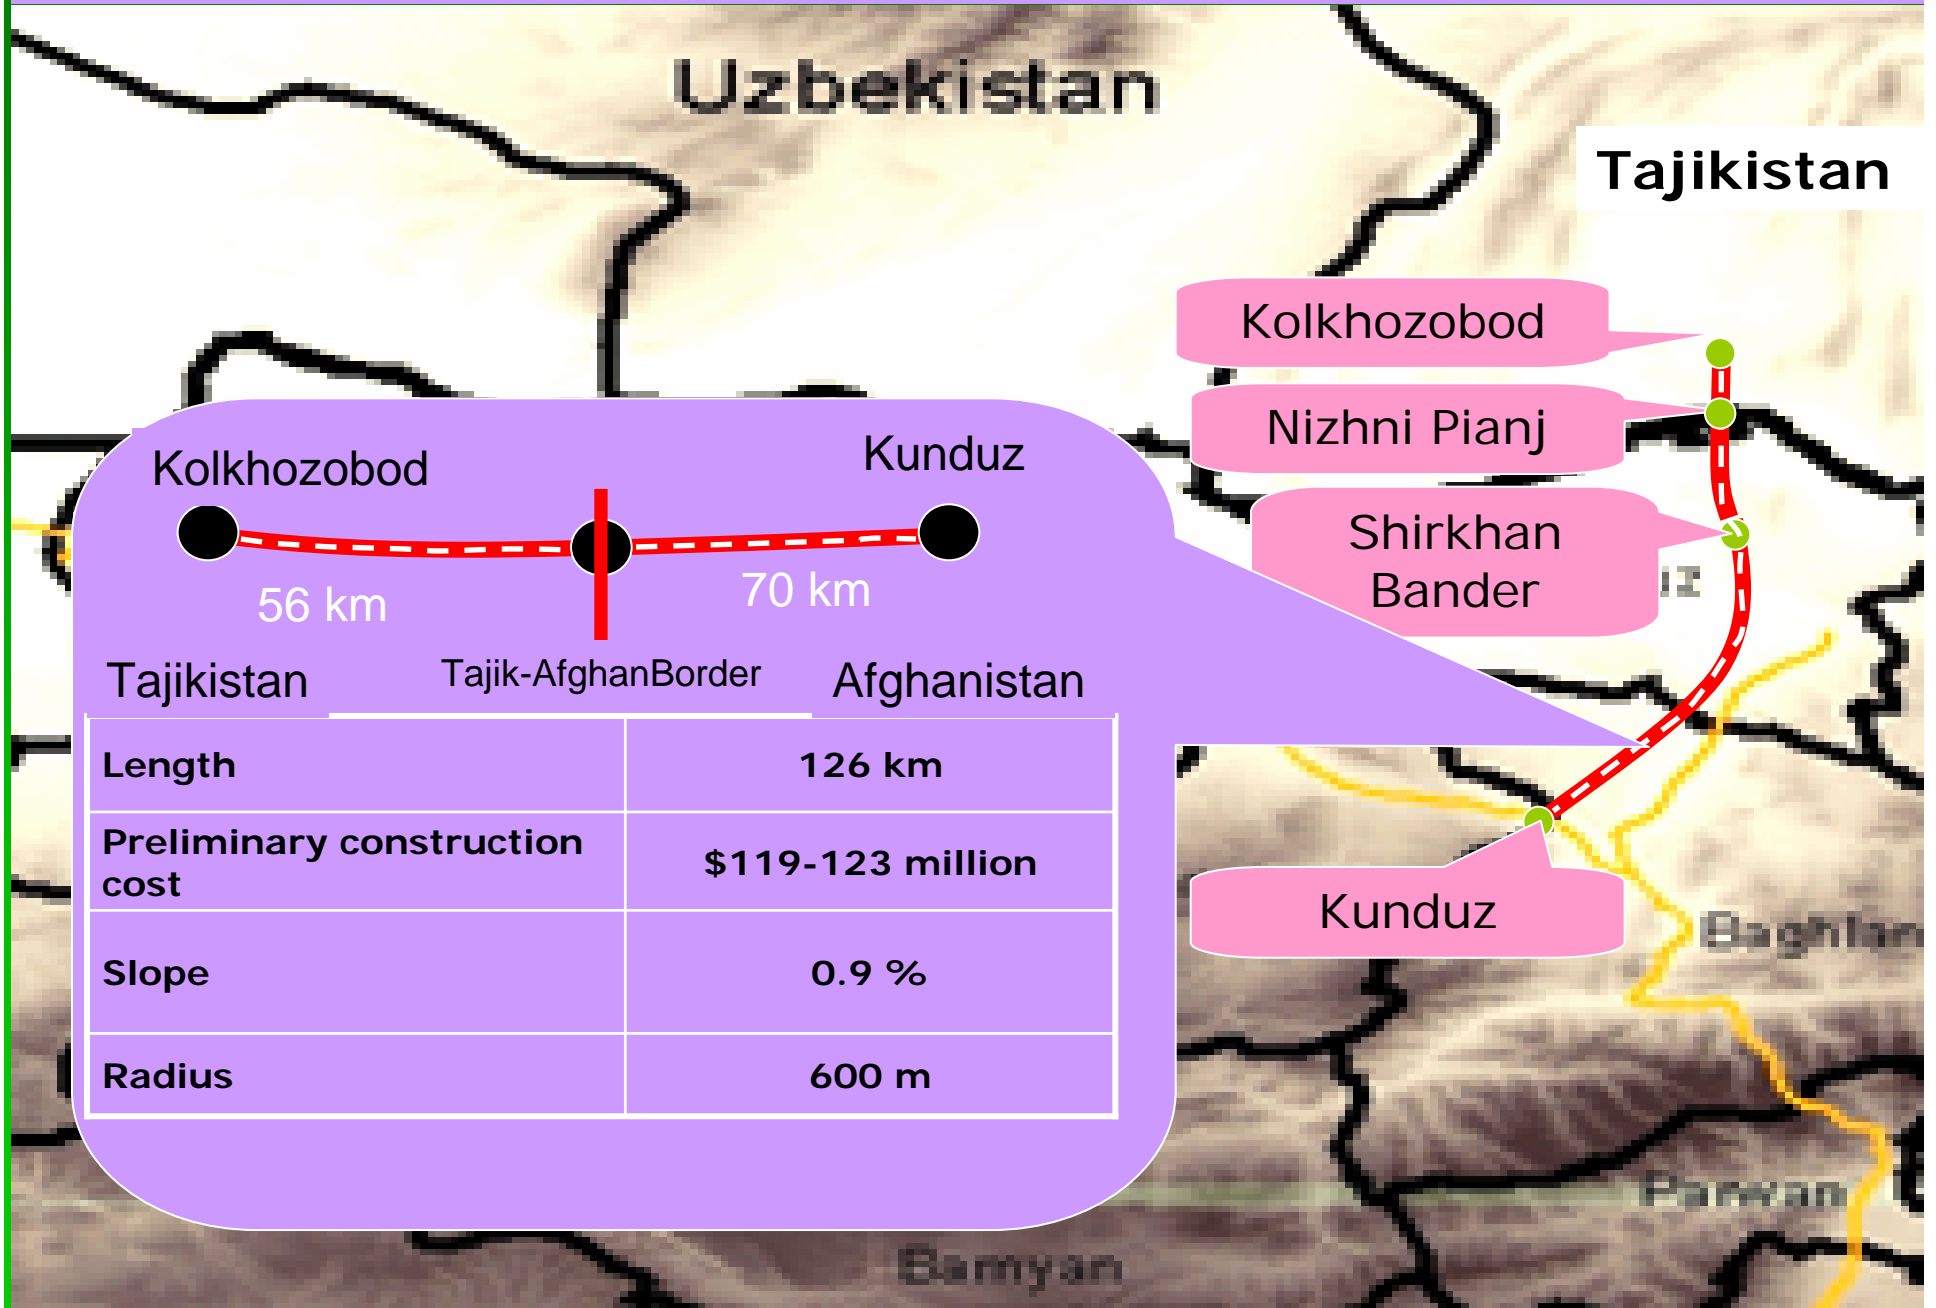 Uzbekistan
Tajikistan
Kolkhozobod
Nizhni Pianj
Shirkhan
Bander
Kunduz
Kolkhozobod
Kunduz
56 km
70 km
Tajikistan
Tajik-AfghanBorder
Afghanistan
Length
126 km
Preliminary construction
cost
$119-123 million
Slope
0.9 %
Radius
600 m
Baghlan
Parwan
Bamyan